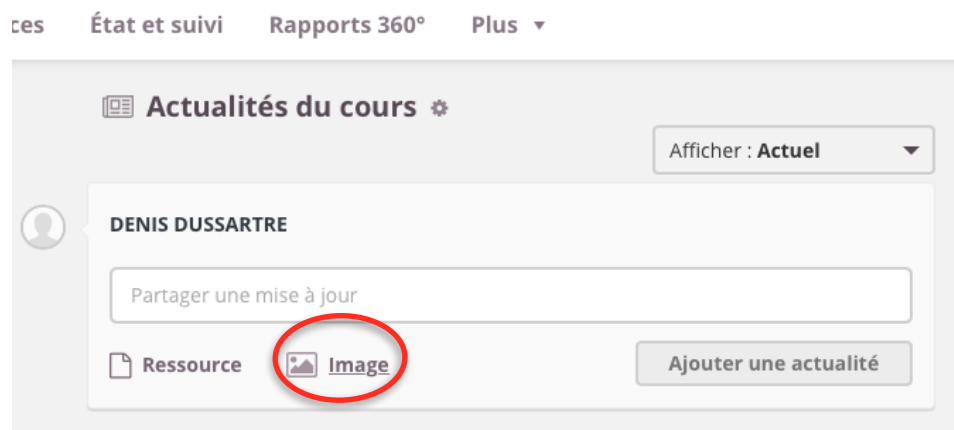 ces État et suivi Rapports 360° Plus
Actualités du cours
Afficher : Actuel
DENIS DUSSARTRE
Partager une mise à jour
Ressource Image Ajouter une actualité